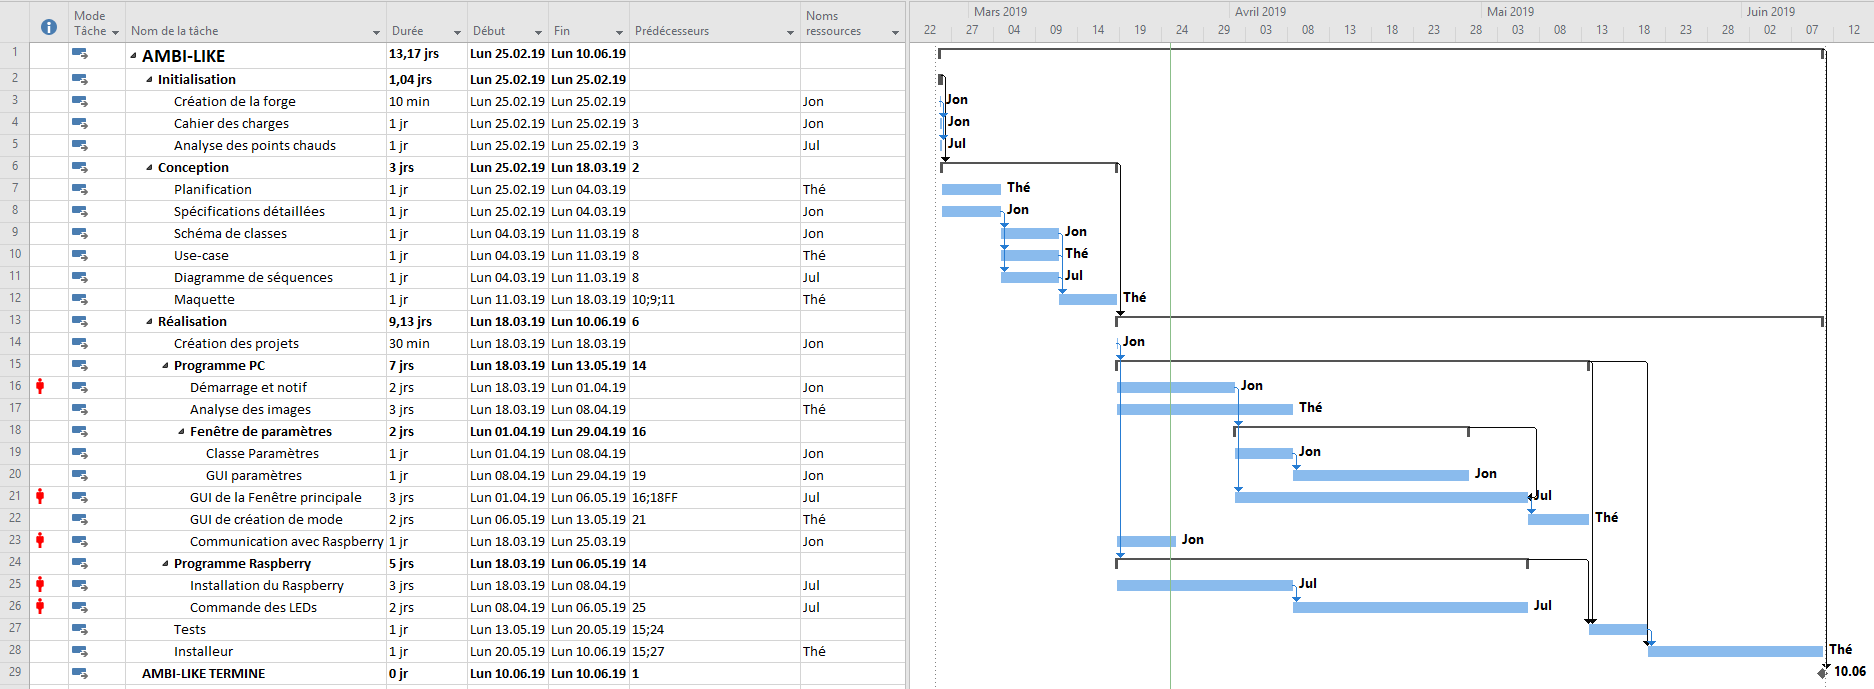 Mode Tâche Nom de la tâche Durée Début Fin Prédécesseurs Noms ressources
Mars 2019 Avril 2019 Mai 2019 Juin 2019
22 27 04 09 14 19 24 29 03 08 13 18 23 28 03 08 13 18 23 28 02 07 12
1 AMBI-LIKE 13,17 jrs Lun 25.02.19 Lun 10.06.19
2 Initialisation 1,04 jrs Lun 25.02.19 Lun 25.02.19
3 Création de la forge 10 min Lun 25.02.19 Lun 25.02.19 Jon Jon
4 Cahier des charges 1 jr Lun 25.02.19 Lun 25.02.19 3 Jon Jon
5 Analyse des points chauds 1 jr Lun 25.02.19 Lun 25.02.19 3 Jul Jul
6 Conception 3 jrs Lun 25.02.19 Lun 18.03.19 2
7 Planification 1 jr Lun 25.02.19 Lun 04.03.19 Thé Thé
8 Spécifications détaillées 1 jr Lun 25.02.19 Lun 04.03.19 Jon Jon
9 Schéma de classes 1 jr Lun 04.03.19 Lun 11.03.19 8 Jon Jon
10 Use-case 1 jr Lun 04.03.19 Lun 11.03.19 8 Thé Thé
11 Diagramme de séquences 1 jr Lun 04.03.19 Lun 11.03.19 8 Jul Jul
12 Maquette 1 jr Lun 11.03.19 Lun 18.03.19 10;9;11 Thé Thé
13 Réalisation 9,13 jrs Lun 18.03.19 Lun 10.06.19 6
14 Création des projets 30 min Lun 18.03.19 Lun 18.03.19 Jon Jon
15 Programme PC 7 jrs Lun 18.03.19 Lun 13.05.19 14
16 Démarrage et notif 2 jrs Lun 18.03.19 Lun 01.04.19 Jon Jon
17 Analyse des images 3 jrs Lun 18.03.19 Lun 08.04.19 Thé Thé
18 Fenêtre de paramètres 2 jrs Lun 01.04.19 Lun 29.04.19 16
19 Classe Paramètres 1 jr Lun 01.04.19 Lun 08.04.19 Jon Jon
20 GUI paramètres 1 jr Lun 08.04.19 Lun 29.04.19 19 Jon Jon
21 GUI de la Fenêtre principale 3 jrs Lun 01.04.19 Lun 06.05.19 16;18FF Jul Jul
22 GUI de création de mode 2 jrs Lun 06.05.19 Lun 13.05.19 21 Thé Thé
23 Communication avec Raspberry 1 jr Lun 18.03.19 Lun 25.03.19 Jon Jon
24 Programme Raspberry 5 jrs Lun 18.03.19 Lun 06.05.19 14
25 Installation du Raspberry 3 jrs Lun 18.03.19 Lun 08.04.19 Jul Jul
26 Commande des LEDs 2 jrs Lun 08.04.19 Lun 06.05.19 25 Jul Jul
27 Tests 1 jr Lun 13.05.19 Lun 20.05.19 15;24
28 Installeur 1 jr Lun 20.05.19 Lun 10.06.19 15;27 Thé Thé
29 AMBI-LIKE TERMINE 0 jr Lun 10.06.19 Lun 10.06.19 1 10.06